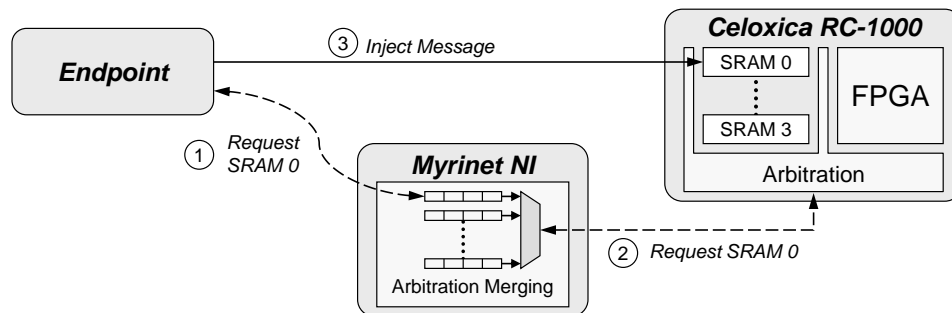 Celoxica RC-1000
3 Inject Message
Endpoint
SRAM 0
FPGA
SRAM 3
1 Request
SRAM 0
Myrinet NI
Arbitration
2 Request SRAM 0
Arbitration Merging